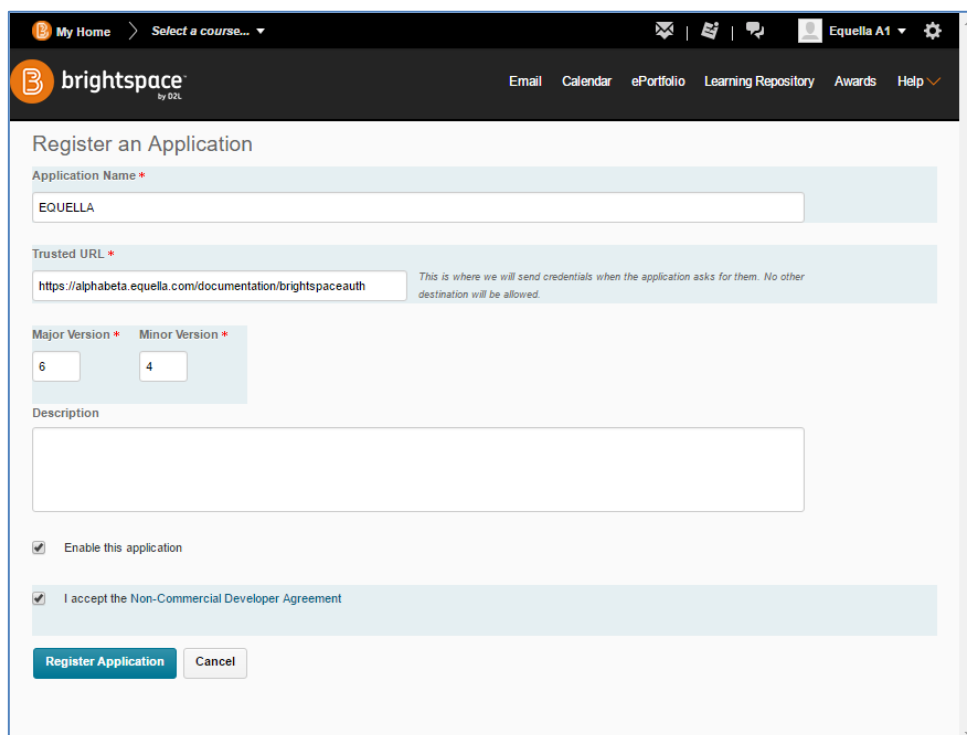 My Home Select a course... Equella A1
brightspace
by D2L
Email Calendar ePortfolio Learning Repository Awards Help
Register an Application
Application Name *
EQUELLA
Trusted URL *
https://alphabeta.equella.com/documentation/brightspaceauth
This is where we will send credentials when the application asks for them. No other
destination will be allowed.
Major Version * Minor Version *
6 4
Description
Enable this application
I accept the Non-Commercial Developer Agreement
Register Application Cancel